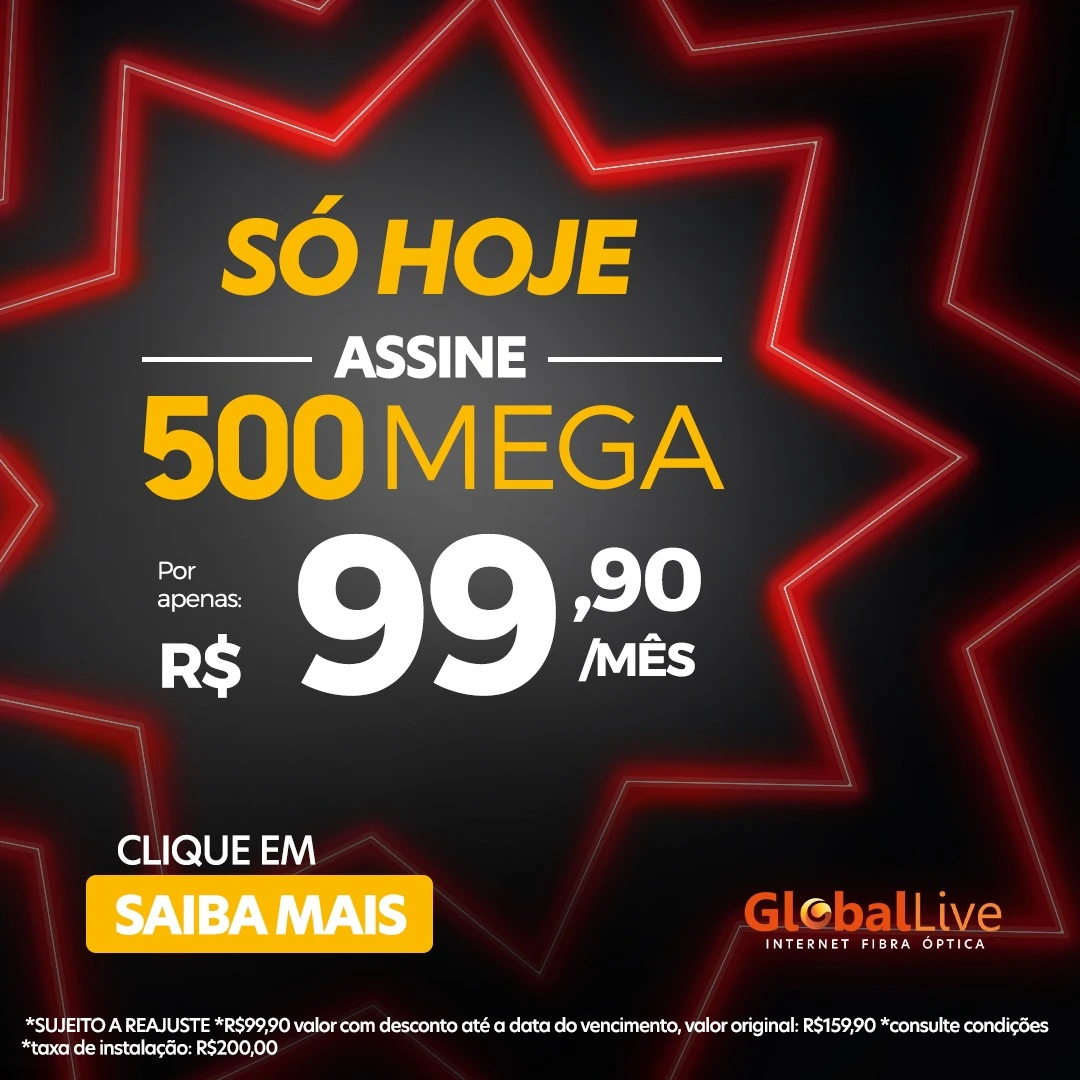 SÓ HOJE
ASSINE
500 MEGA
Por
apenas:
R$ 99,90
/MÊS
CLIQUE EM
SAIBA MAIS
GlobalLive
INTERNET FIBRA ÓPTICA
*SUJEITO A REAJUSTE *R$99,90 valor com desconto até a data do vencimento, valor original: R$159,90 *consulte condições
*taxa de instalação: R$200,00